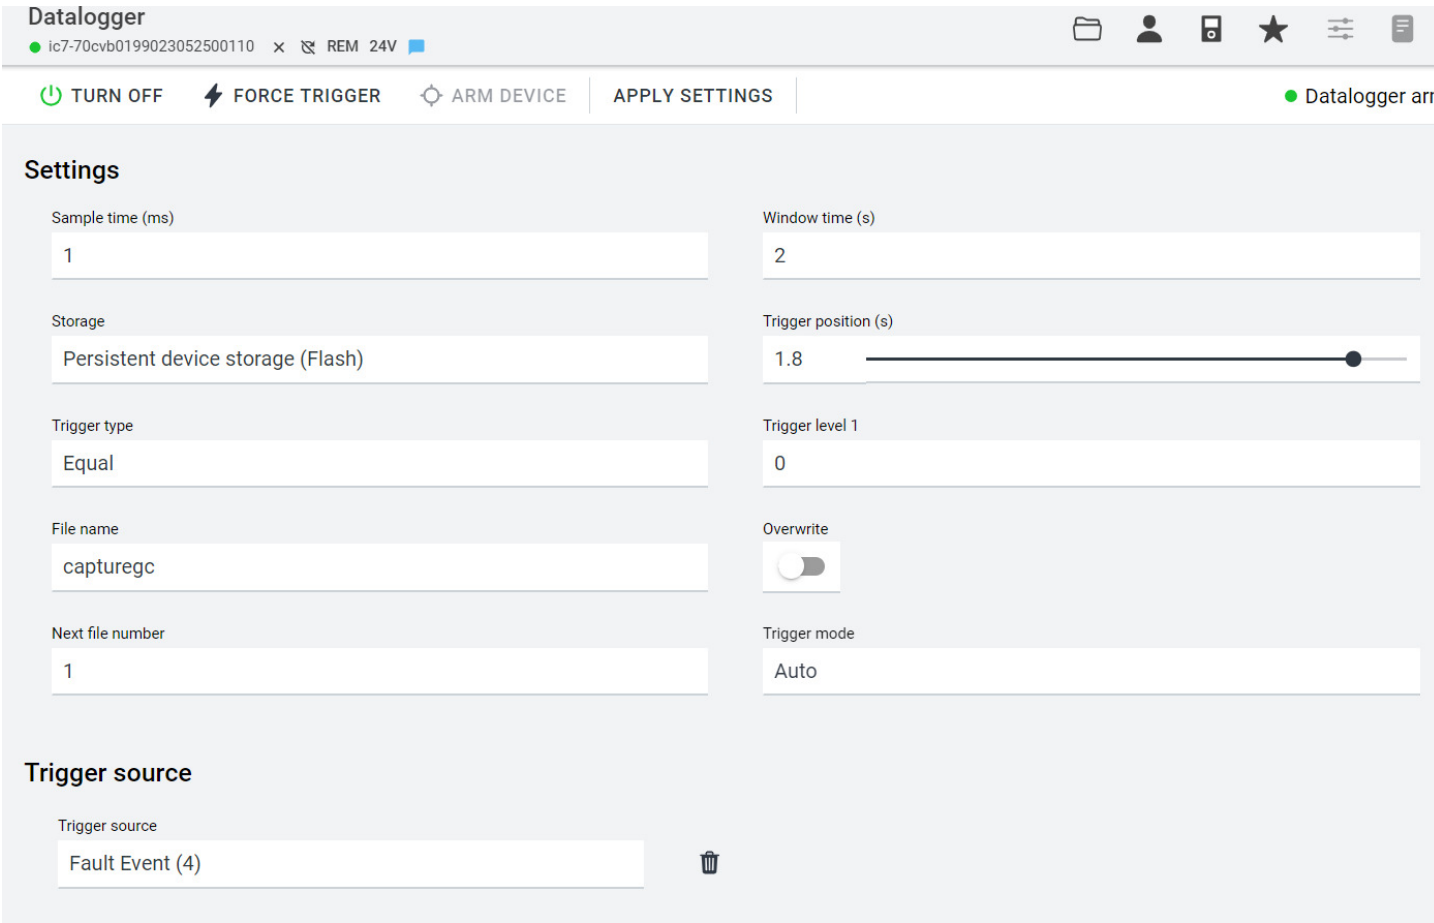 Datalogger
ic7-70cvb0199023052500110 REM 24V
TURN OFF FORCE TRIGGER ARM DEVICE APPLY SETTINGS Datalogger arr
Settings
Sample time (ms) Window time (s)
1 2
Storage Trigger position (s)
Persistent device storage (Flash) 1.8
Trigger type Trigger level 1
Equal 0
File name Overwrite
capturegc
Next file number Trigger mode
1 Auto
Trigger source
Trigger source
Fault Event (4)